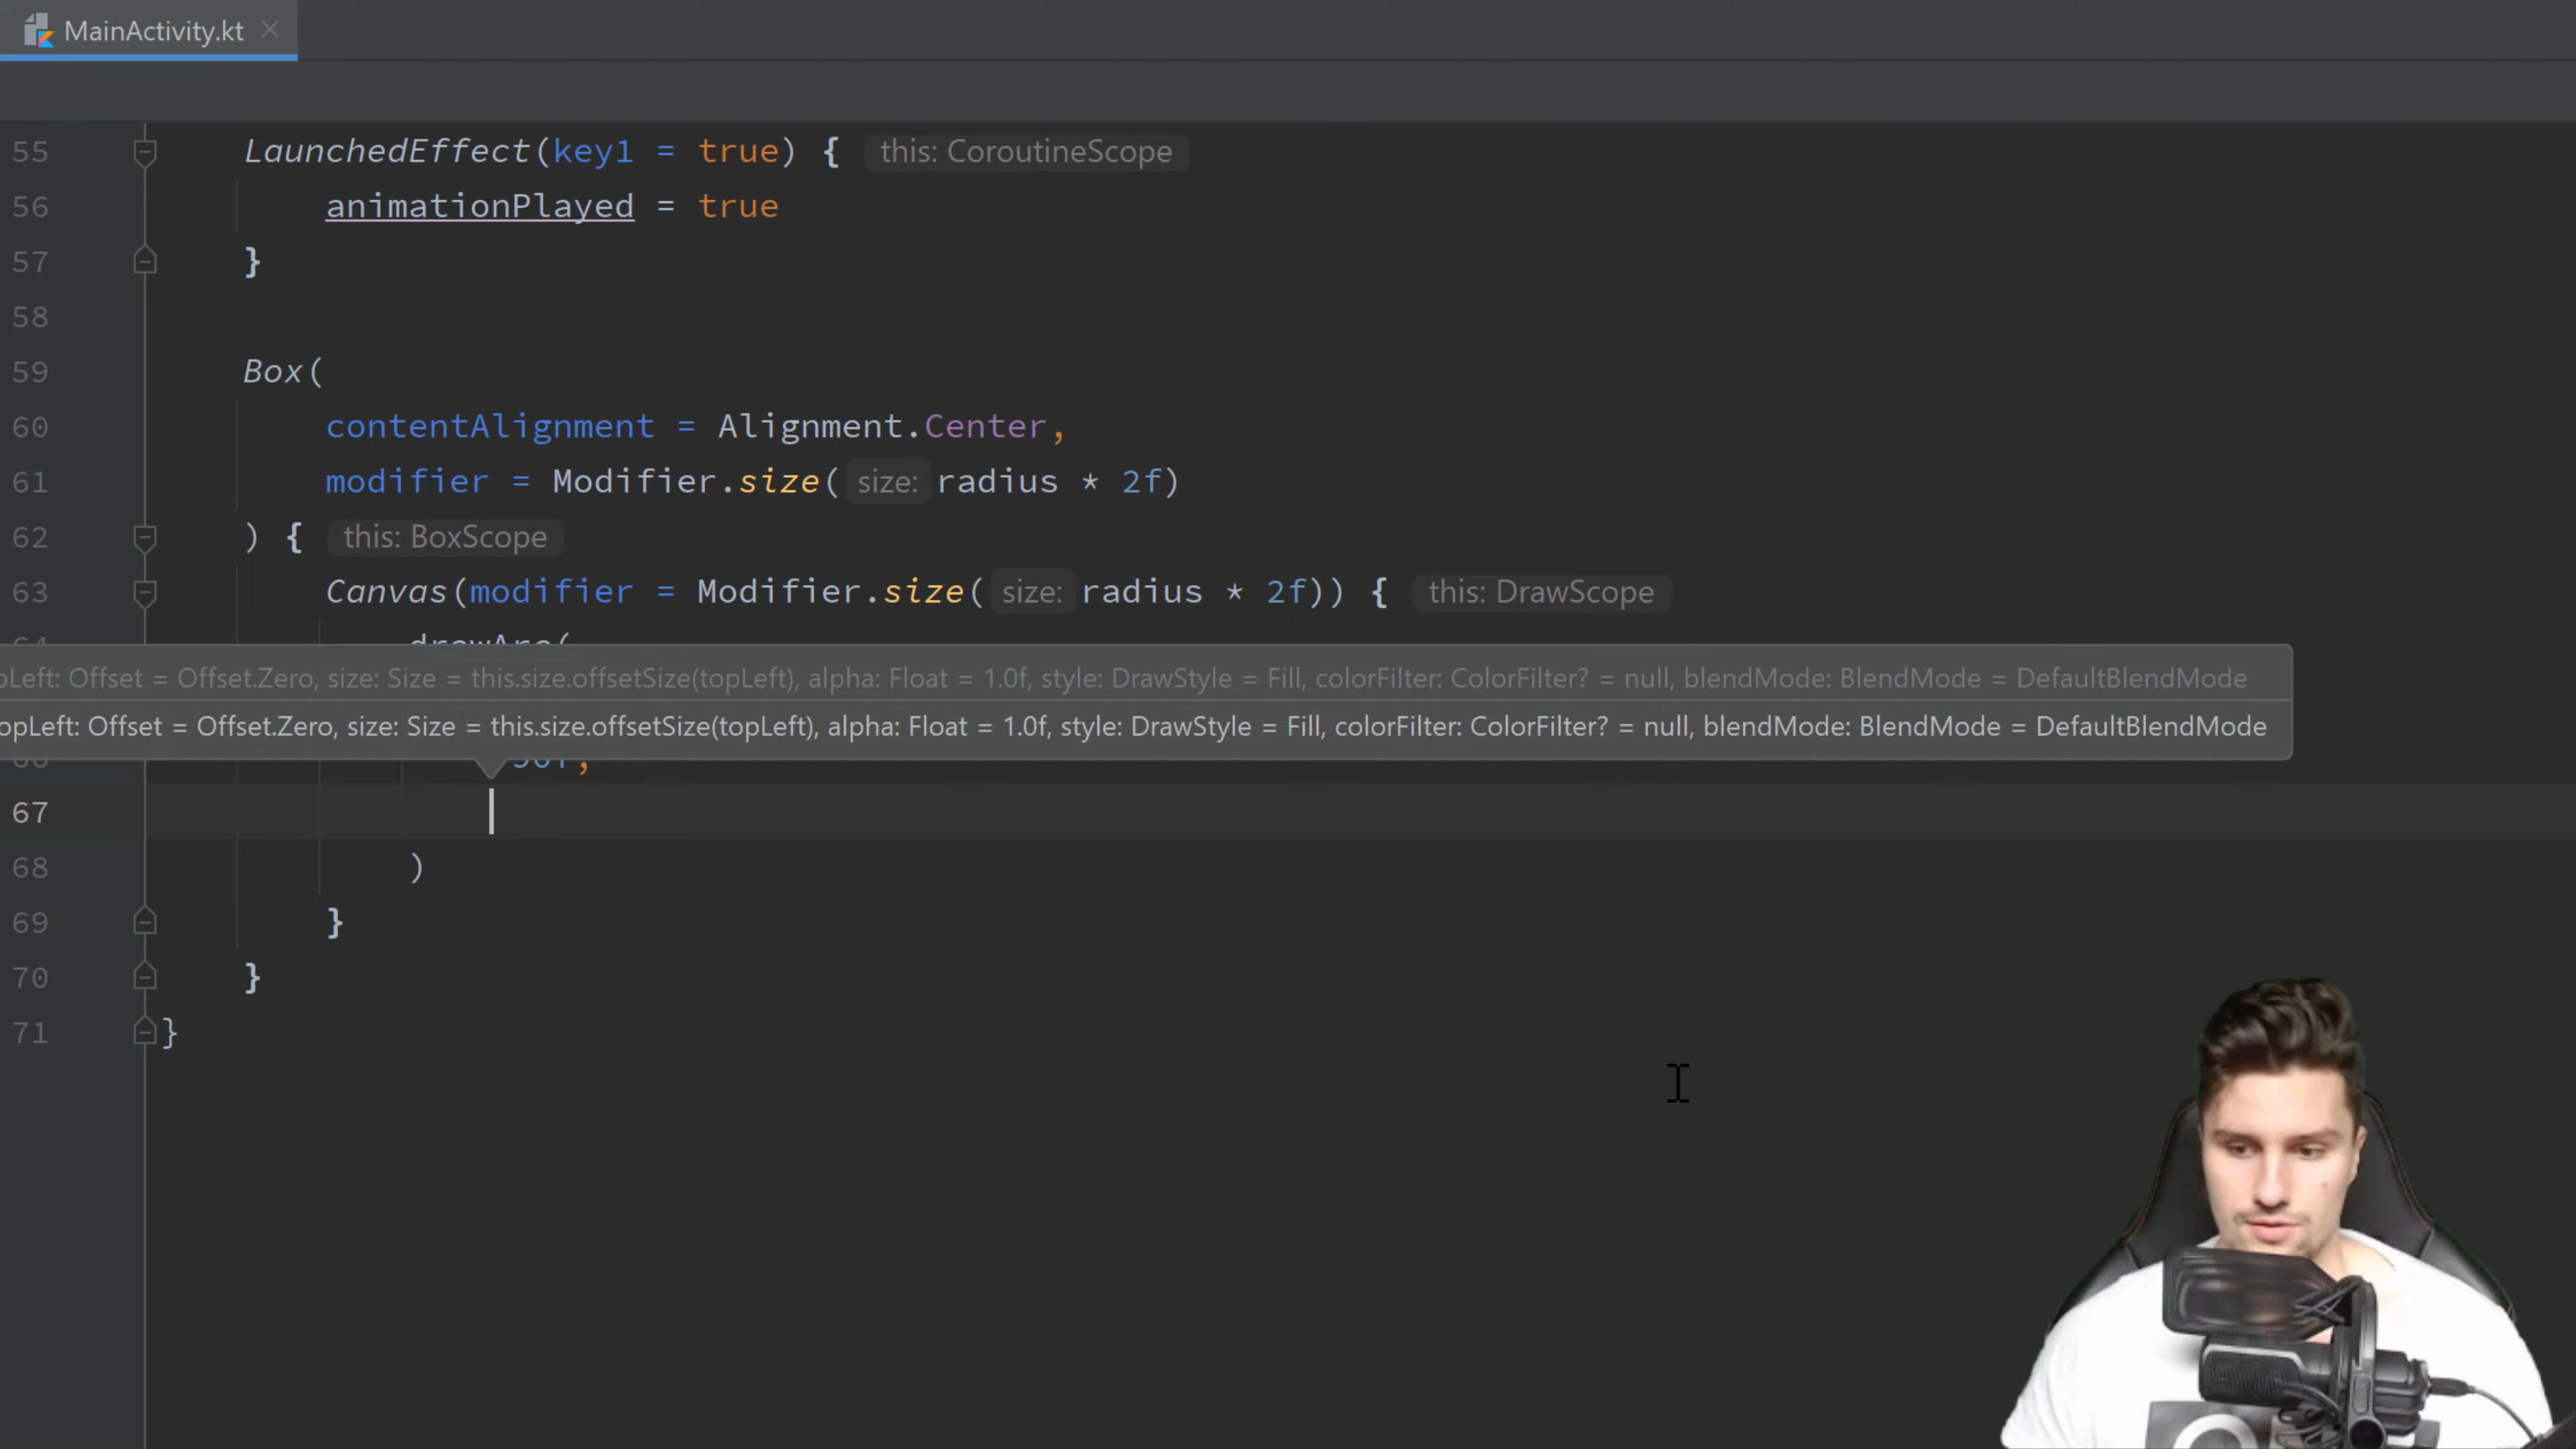 MainActivity.kt
55 LaunchedEffect(key1 = true) { this: CoroutineScope
56 animationPlayed = true
57 }
58
59 Box(
60 contentAlignment = Alignment.Center,
61 modifier = Modifier.size( size: radius * 2f)
62 ) { this: BoxScope
63 Canvas(modifier = Modifier.size( size: radius * 2f)) { this: DrawScope
drawArc(
pLeft: Offset = Offset.Zero, size: Size = this.size.offsetSize(topLeft), alpha: Float = 1.0f, style: DrawStyle = Fill, colorFilter: ColorFilter? = null, blendMode: BlendMode = DefaultBlendMode
opLeft: Offset = Offset.Zero, size: Size = this.size.offsetSize(topLeft), alpha: Float = 1.0f, style: DrawStyle = Fill, colorFilter: ColorFilter? = null, blendMode: BlendMode = DefaultBlendMode
67
68 )
69 }
70 }
71 }